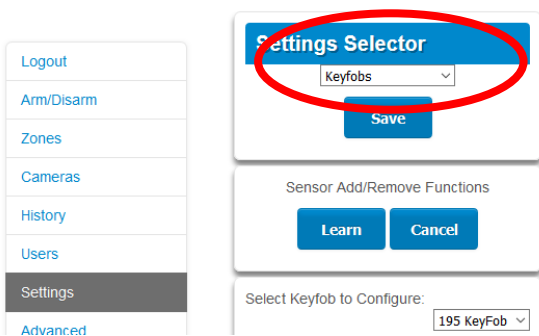 Logout
Arm/Disarm
Zones
Cameras
History
Users
Settings
Advanced
Settings Selector
Keyfobs
Save
Sensor Add/Remove Functions
Learn Cancel
Select Keyfob to Configure:
195 KeyFob